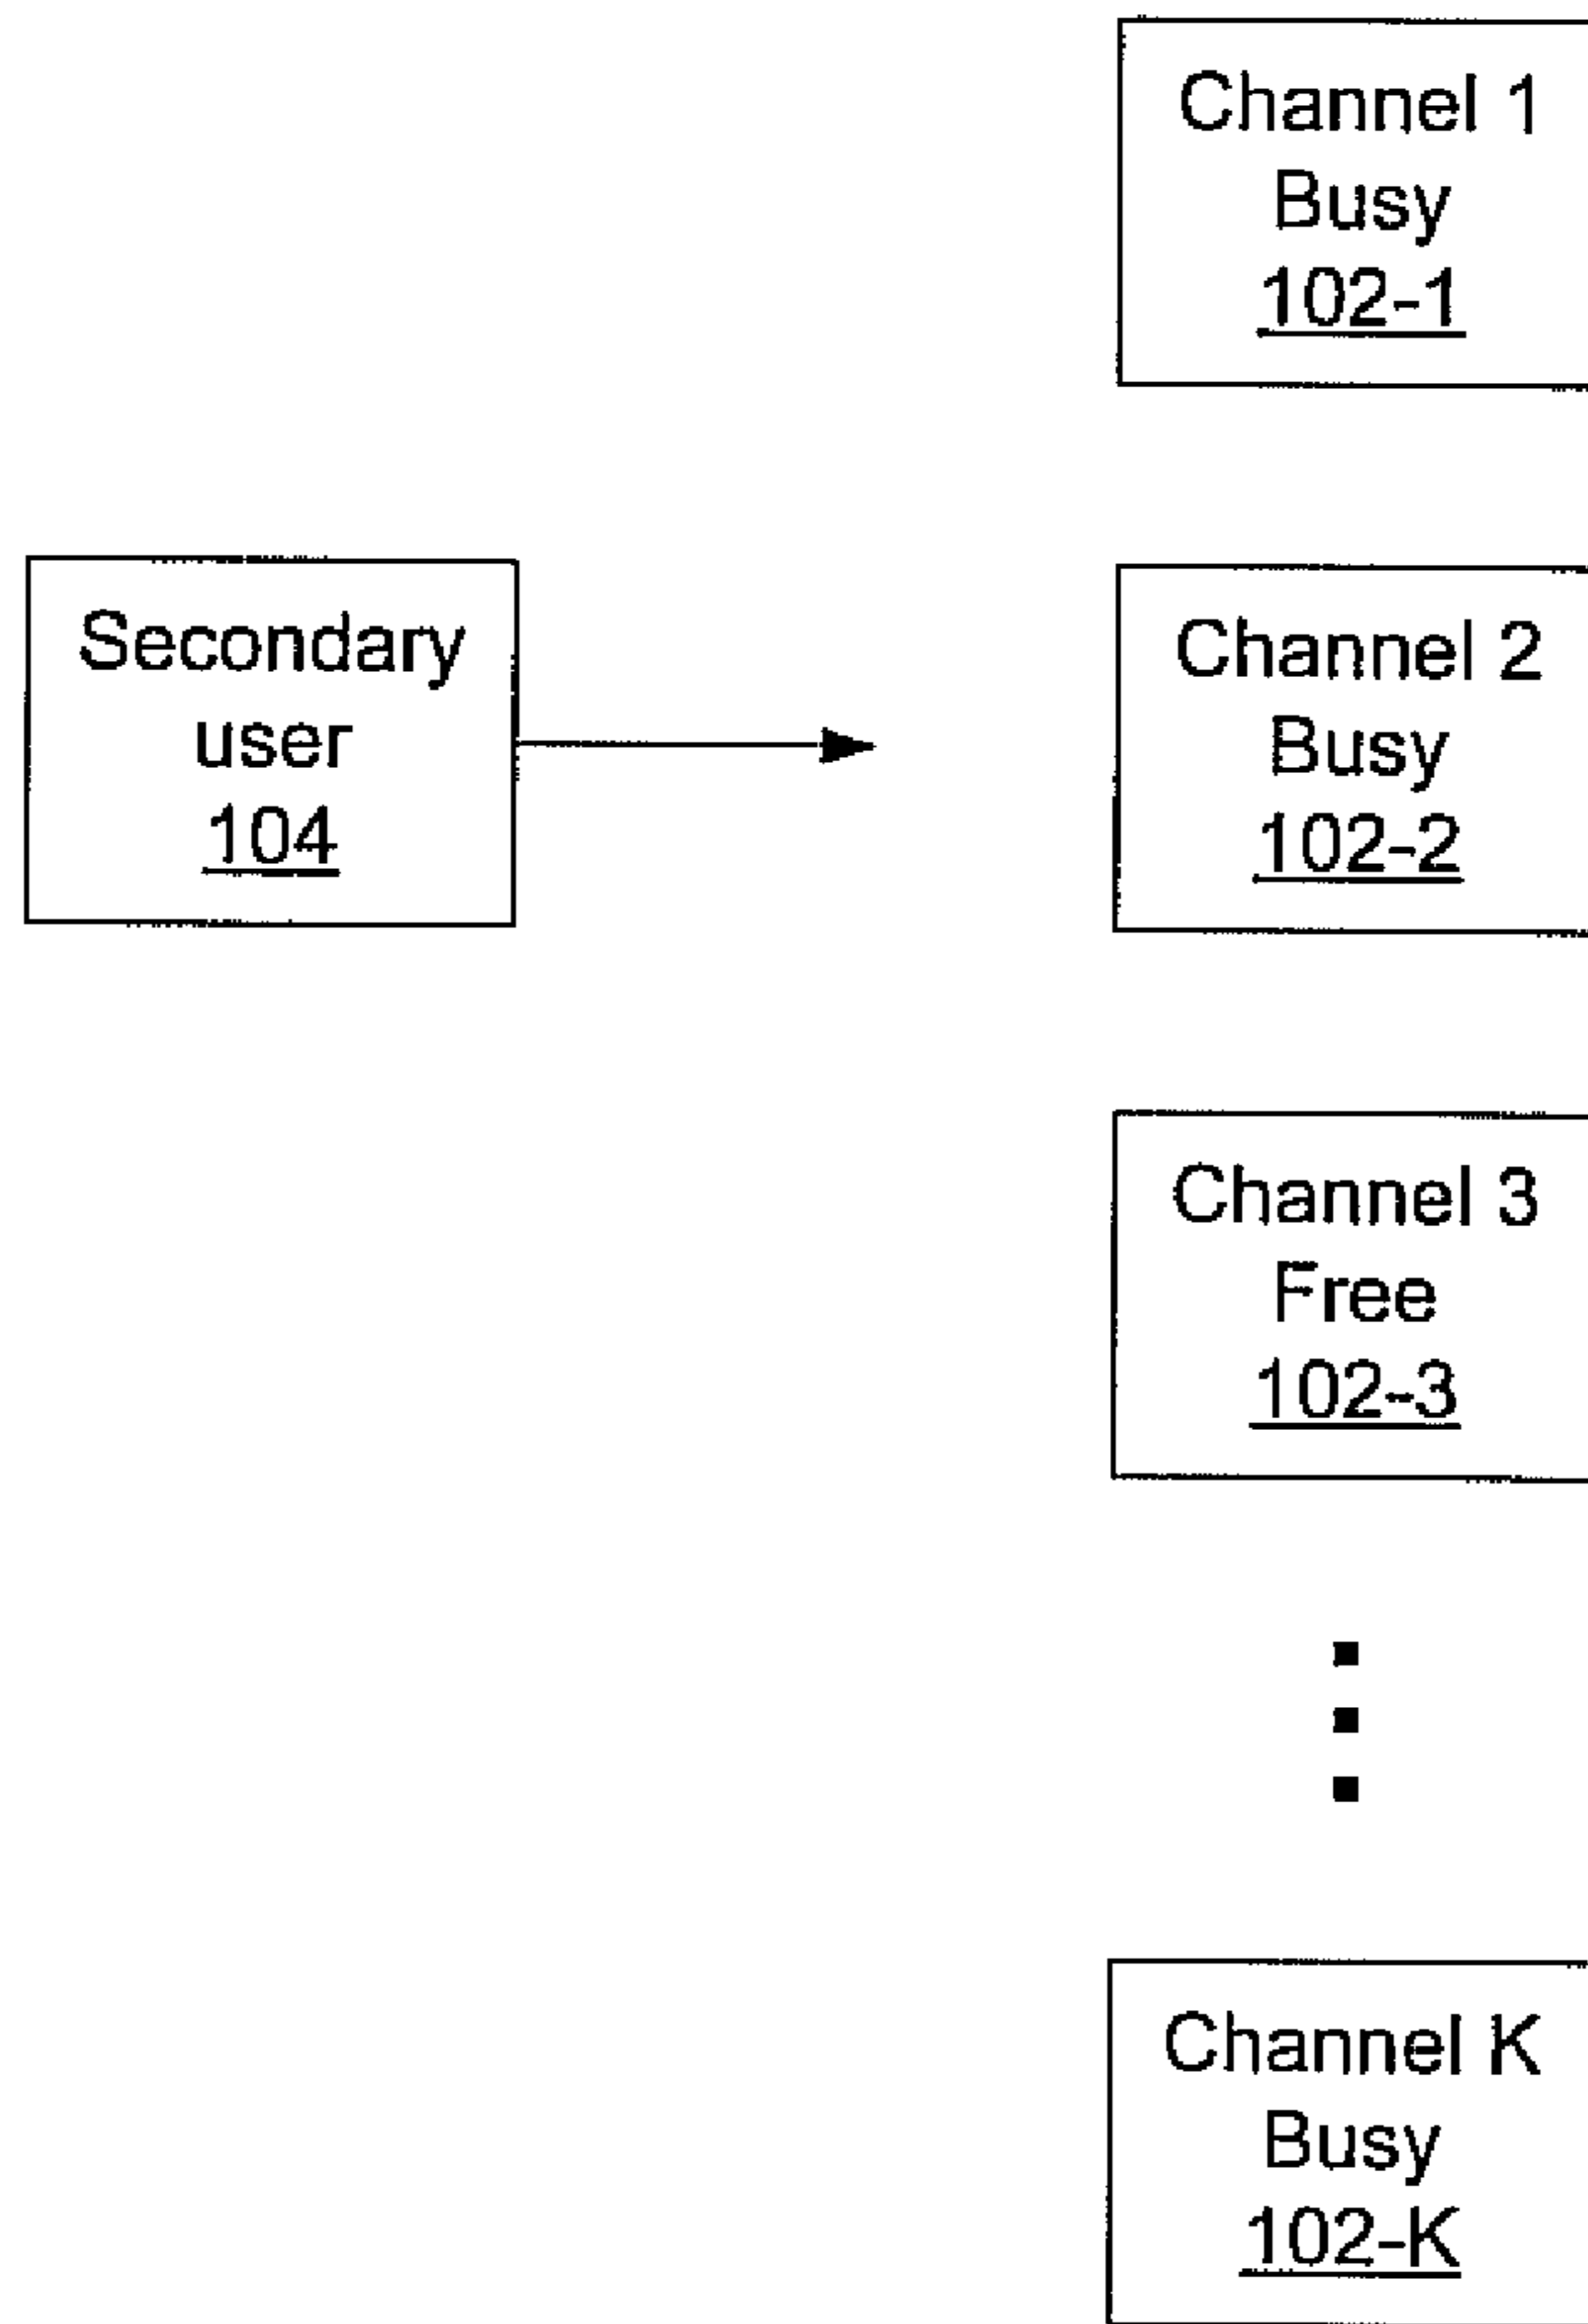 Channel 1
Busy
102-1
Secondary
user
104
Channel 2
Busy
102-2
Channel 3
Free
102-3
Channel K
Busy
102-K